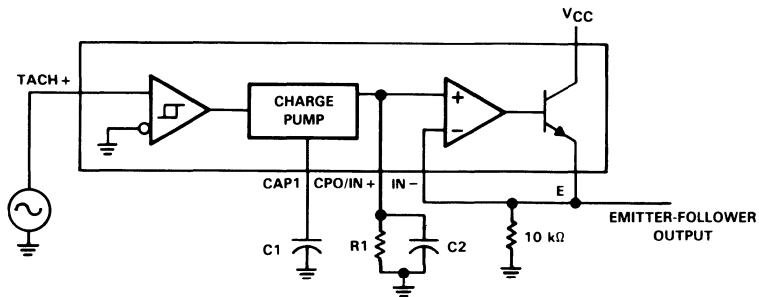 VCC
TACH +
CHARGE
PUMP
+
−
CAP1 CPO/IN + IN − E
EMITTER-FOLLOWER
OUTPUT
C1 R1 C2 10 kΩ